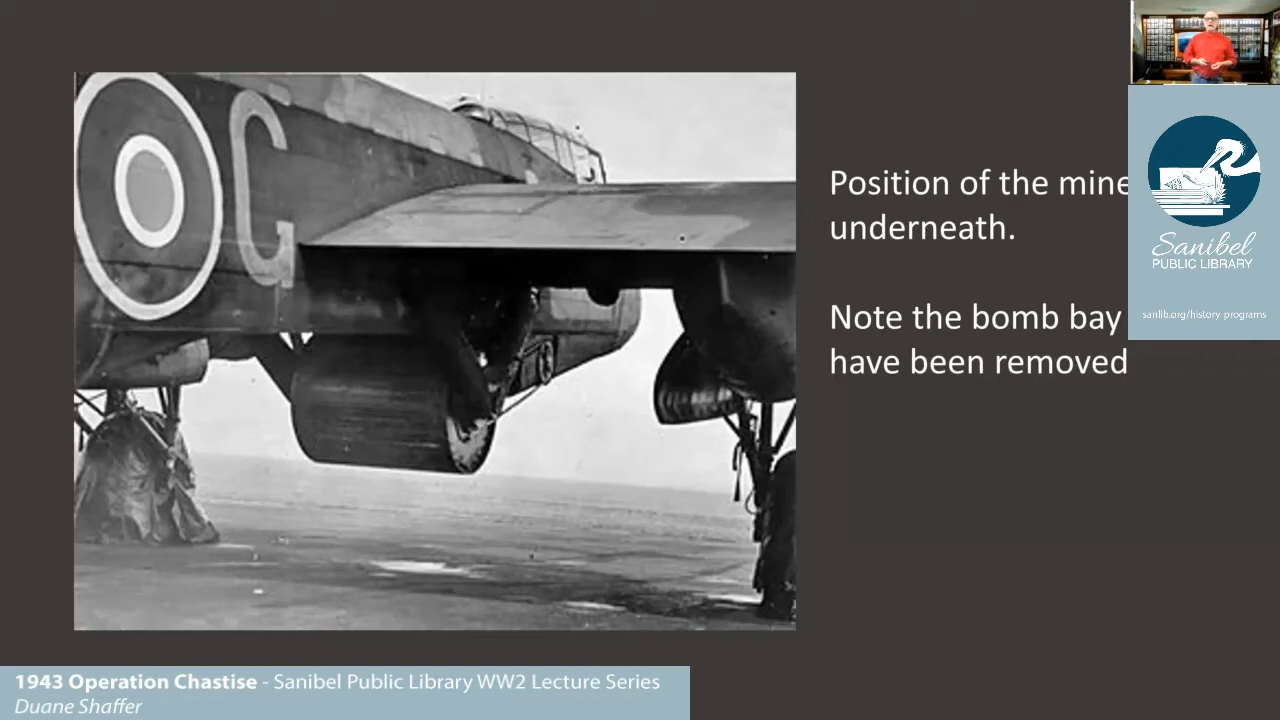 G
Position of the mine
underneath.
Note the bomb bay
have been removed
Sanibel
PUBLIC LIBRARY
sanlib.org/history-programs
1943 Operation Chastise - Sanibel Public Library WW2 Lecture Series
Duane Shaffer